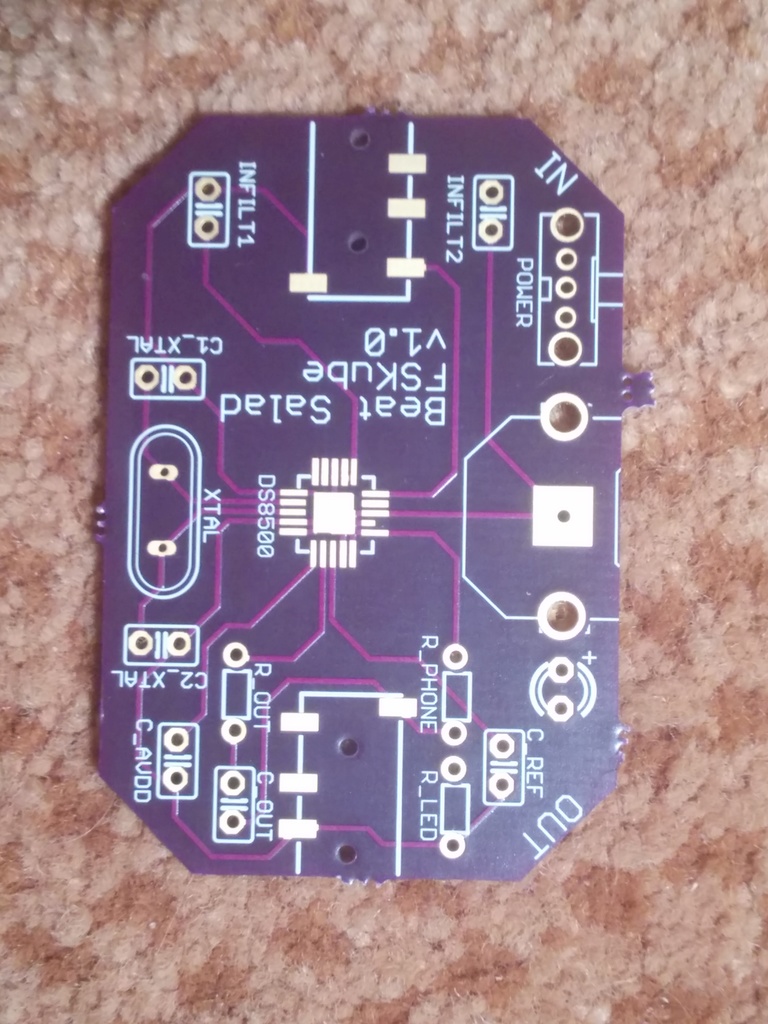 IN
OUT
POWER
+
C_REF
INFILT2
R_PHONE
R_LED
Beat Salad
FSKube
v1.0
DS8500
INFILT1
R_OUT
C_OUT
XTAL
C1_XTAL
C2_XTAL
C_AVDD